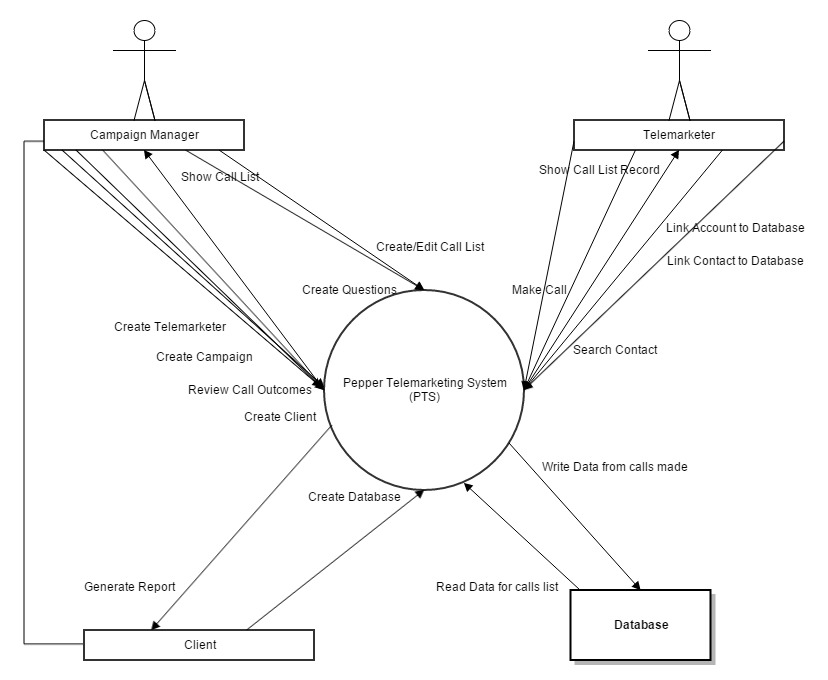 Campaign Manager
Telemarketer
Show Call List
Show Call List Record
Link Account to Database
Create/Edit Call List
Link Contact to Database
Create Questions
Make Call
Create Telemarketer
Search Contact
Create Campaign
Pepper Telemarketing System
(PTS)
Review Call Outcomes
Create Client
Write Data from calls made
Create Database
Generate Report
Read Data for calls list
Database
Client